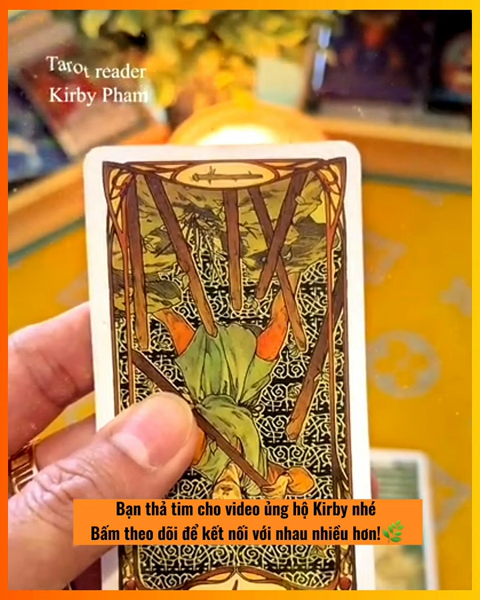 Tarot reader
Kirby Pham
Bạn thả tim cho video ủng hộ Kirby nhé
Bấm theo dõi để kết nối với nhau nhiều hơn!🌿